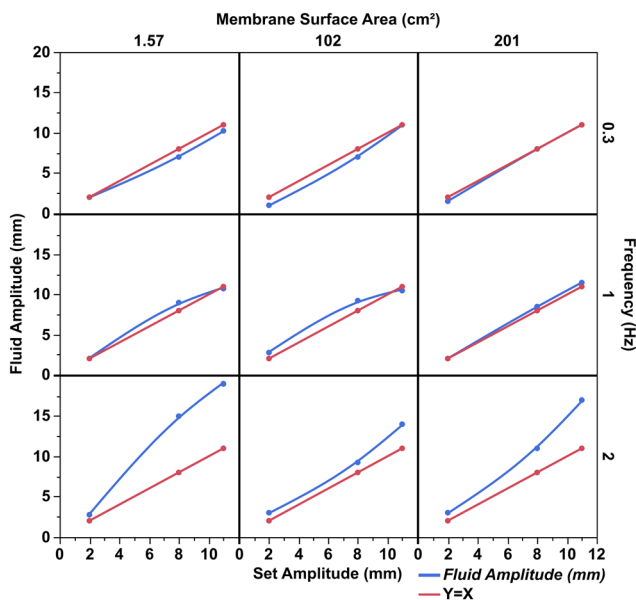 Membrane Surface Area (cm²)
1.57 102 201
20
15
10
5
0
0.3
15
10
5
0
1
15
10
5
0
2
Fluid Amplitude (mm)
Frequency (Hz)
0 2 4 6 8 10 0 2 4 6 8 10 0 2 4 6 8 10 12
Set Amplitude (mm)
Fluid Amplitude (mm)
Y=X